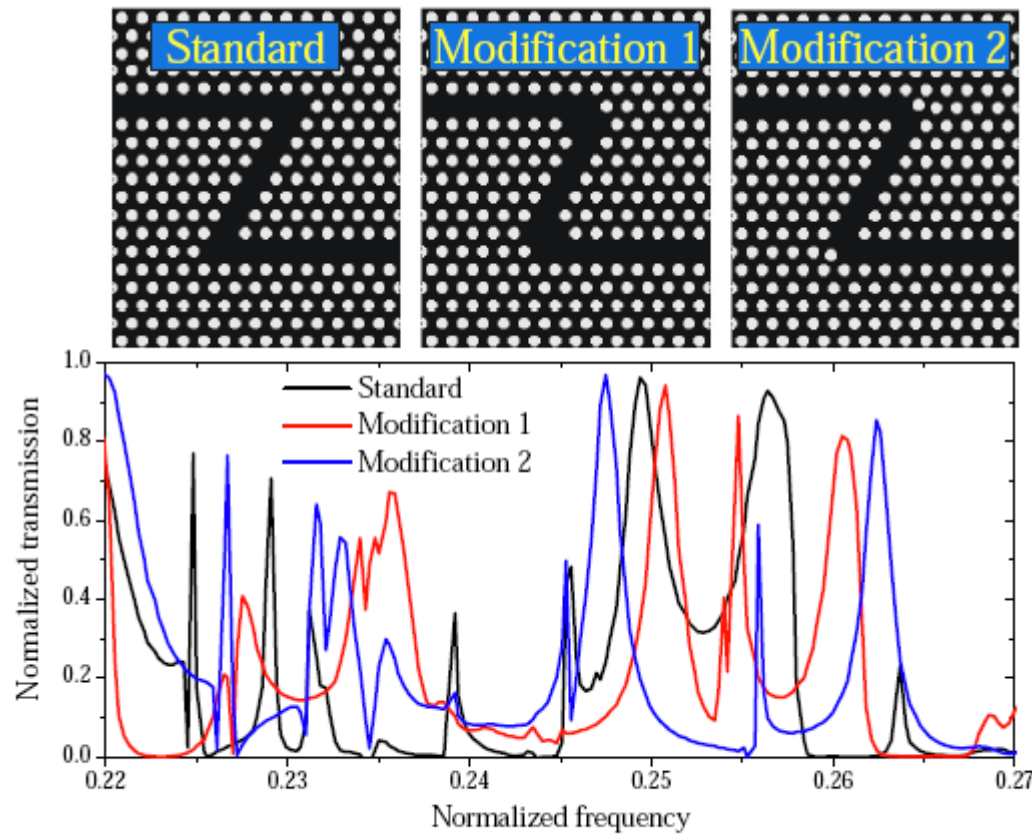 Standard
Modification 1
Modification 2
1.0
0.8
0.6
0.4
0.2
0.0
Normalized transmission
Standard
Modification 1
Modification 2
0.22
0.23
0.24
0.25
0.26
0.27
Normalized frequency